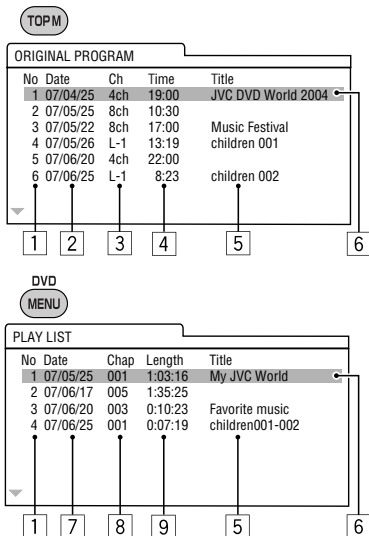 TOP M
ORIGINAL PROGRAM
No Date Ch Time Title
1 07/04/25 4ch 19:00 JVC DVD World 2004
2 07/05/25 8ch 10:30
3 07/05/22 8ch 17:00 Music Festival
4 07/05/26 L-1 13:19 children 001
5 07/06/20 4ch 22:00
6 07/06/25 L-1 8:23 children 002
1 2 3 4 5 6
DVD
MENU
PLAY LIST
No Date Chap Length Title
1 07/05/25 001 1:03:16 My JVC World
2 07/06/17 005 1:35:25
3 07/06/20 003 0:10:23 Favorite music
4 07/06/25 001 0:07:19 children001-002
1 7 8 9 5 6